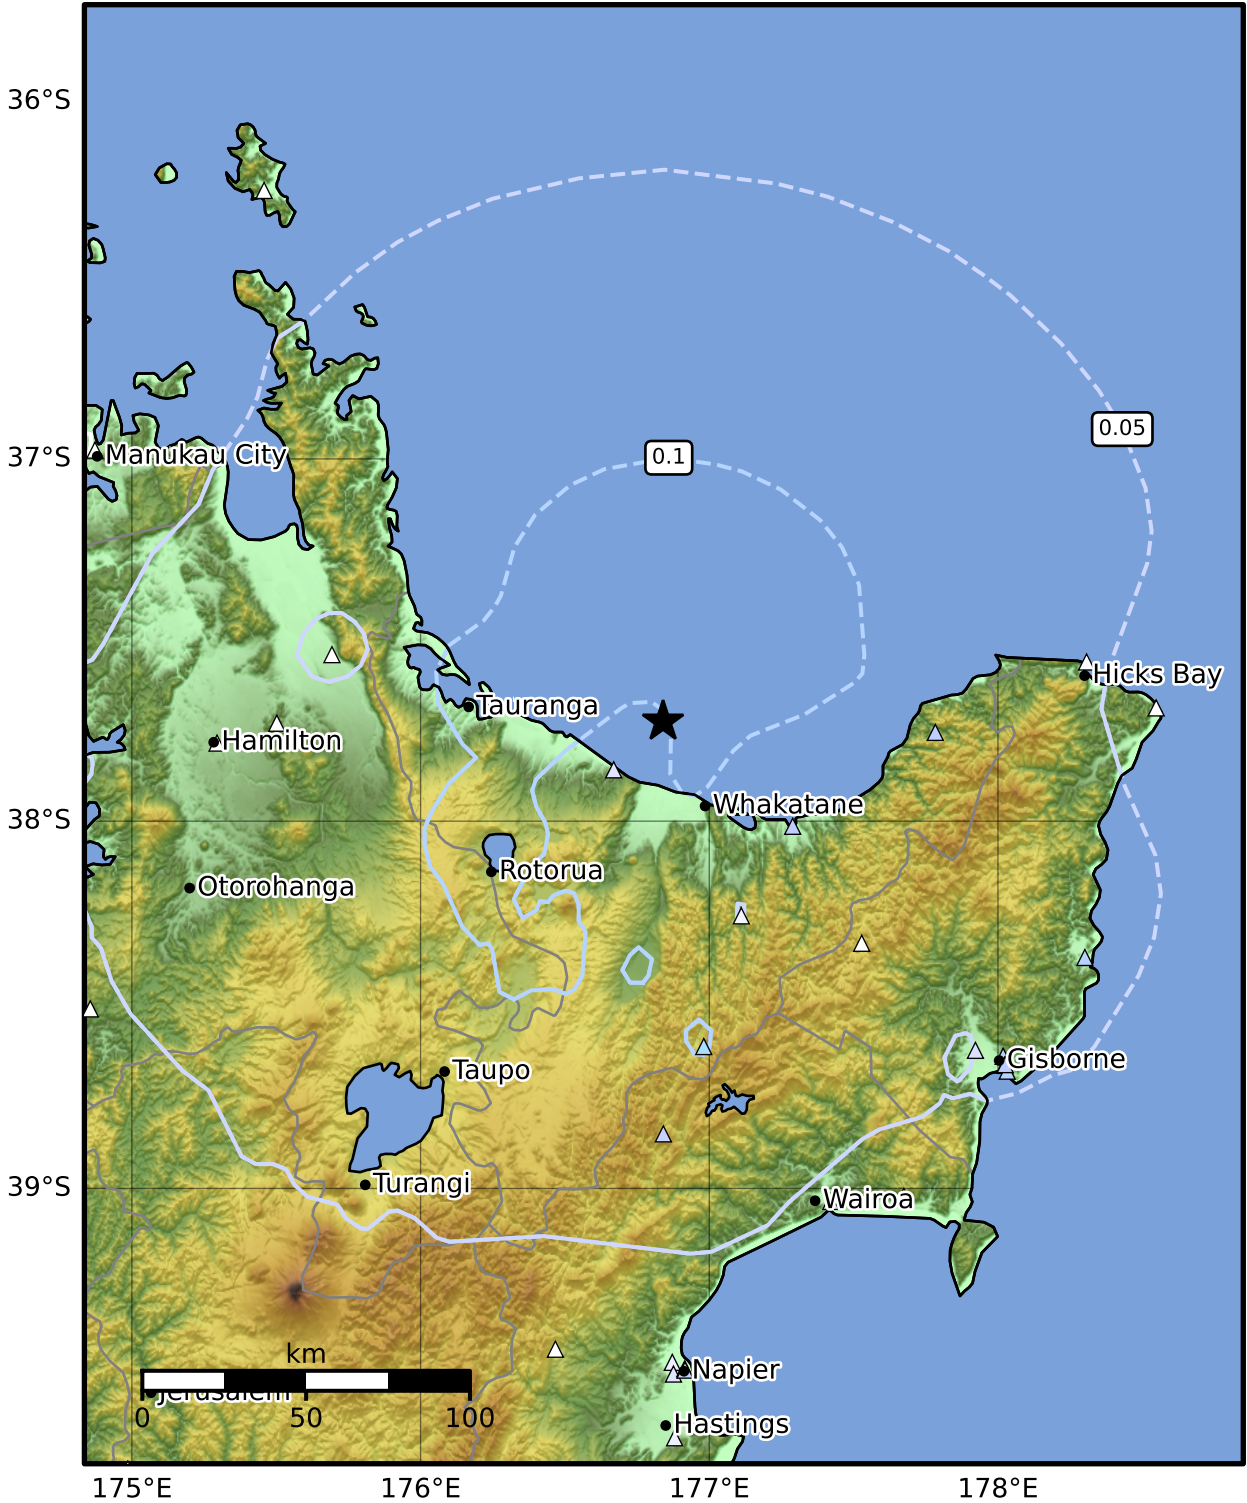 36°S
0.05
Manukau City
0.1
37°S
Hicks Bay
Tauranga
Hamilton
Whakatane
38°S
Rotorua
Otorohanga
Gisborne
Taupo
Turangi
39°S
Wairoa
km
Napier
Jerusalem
0 50 100
Hastings
175°E 176°E 177°E 178°E